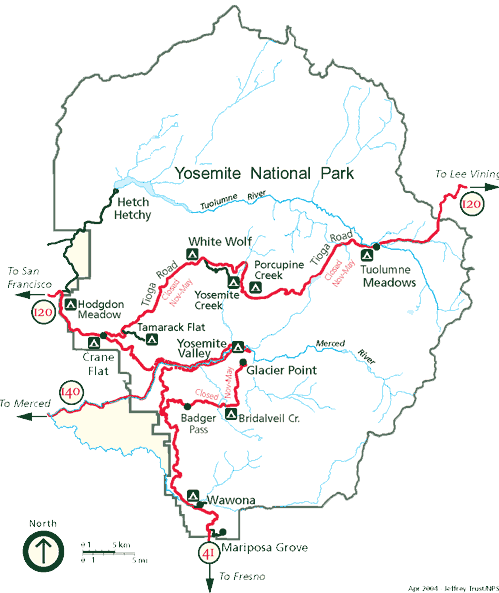 Yosemite National Park
To Lee Vining
120
Hetch
Hetchy
Tuolumne River
White Wolf
Tioga Road
Closed
Nov-May
Porcupine
Creek
Tioga Road
Closed
Nov-May
Tuolumne
Meadows
To San
Francisco
120
Hodgdon
Meadow
Yosemite
Creek
Tamarack Flat
Crane
Flat
Yosemite
Valley
Merced River
Glacier Point
140
To Merced
Closed
Nov-May
Badger
Pass
Bridalveil Cr.
Wawona
North
0 1 5 km
0 1 5 mi
41
Mariposa Grove
To Fresno
Apr 2004 Jeffrey Trust/NPS